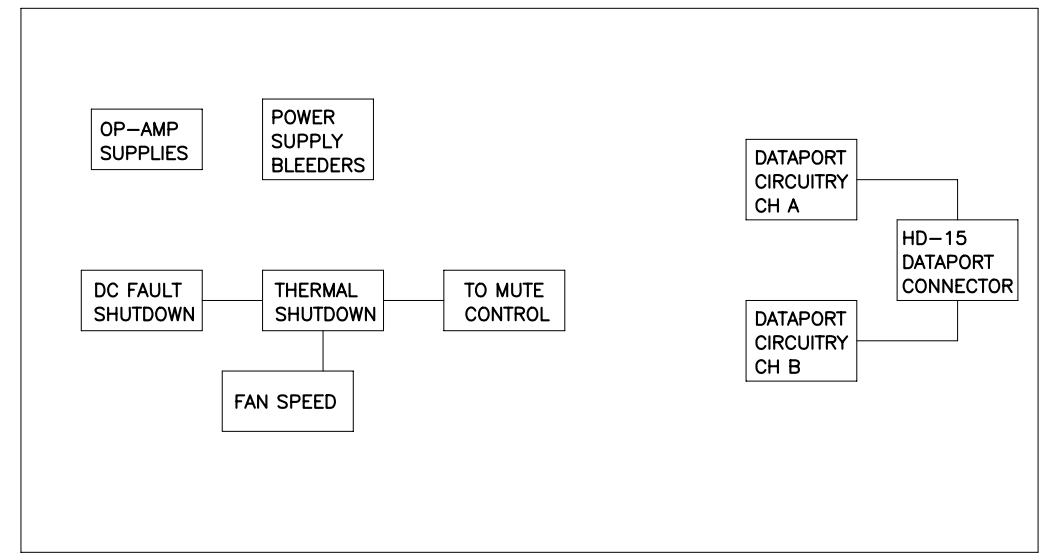 OP-AMP
SUPPLIES
POWER
SUPPLY
BLEEDERS
DATAPORT
CIRCUITRY
CH A
HD-15
DATAPORT
CONNECTOR
DC FAULT
SHUTDOWN
THERMAL
SHUTDOWN
TO MUTE
CONTROL
DATAPORT
CIRCUITRY
CH B
FAN SPEED